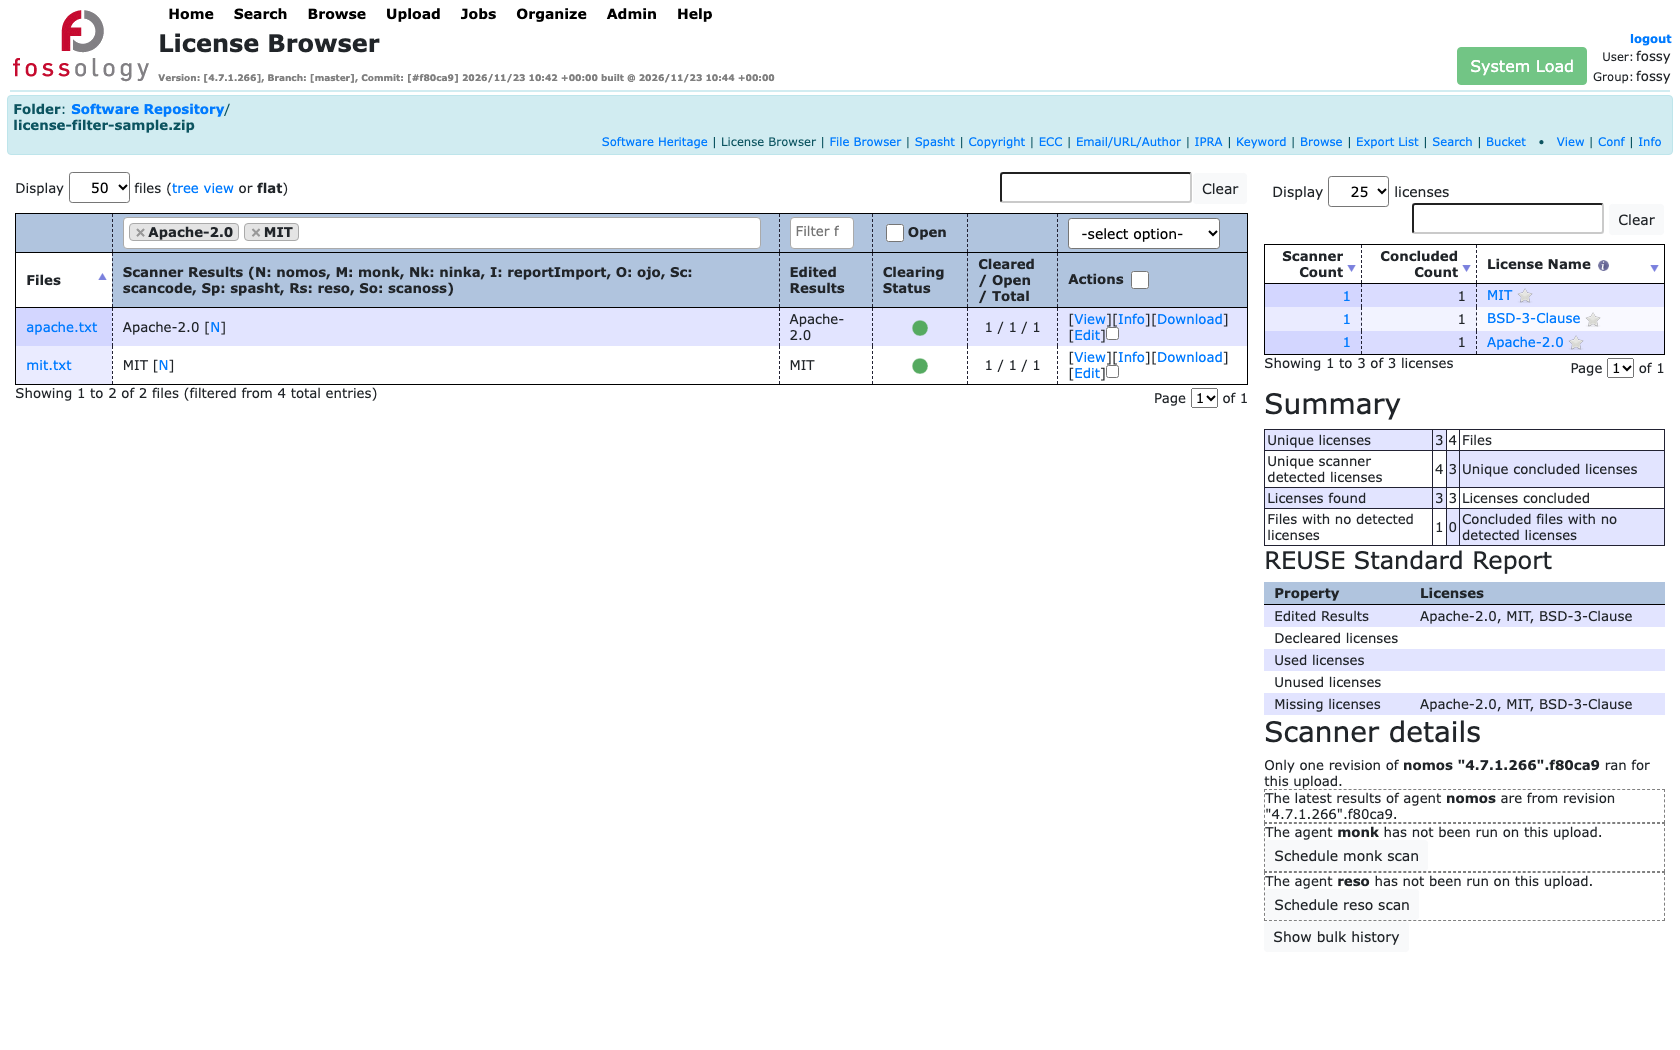 Home Search Browse Upload Jobs Organize Admin Help
fossology
License Browser
Version: [4.7.1.266], Branch: [master], Commit: [#f80ca9] 2026/11/23 10:42 +00:00 built @ 2026/11/23 10:44 +00:00
System Load
logout
User: fossy
Group: fossy
Folder: Software Repository/
license-filter-sample.zip
Software Heritage | License Browser | File Browser | Spasht | Copyright | ECC | Email/URL/Author | IPRA | Keyword | Browse | Export List | Search | Bucket • View | Conf | Info
Display 50 files (tree view or flat)
Clear
× Apache-2.0 × MIT
Filter f
Open
-select option-
Files
Scanner Results (N: nomos, M: monk, Nk: ninka, I: reportImport, O: ojo, Sc:
scancode, Sp: spasht, Rs: reso, So: scanoss)
Edited
Results
Clearing
Status
Cleared
/ Open
/ Total
Actions
apache.txt
Apache-2.0 [N]
Apache-
2.0
1 / 1 / 1
[View][Info][Download]
[Edit]
mit.txt
MIT [N]
MIT
1 / 1 / 1
[View][Info][Download]
[Edit]
Showing 1 to 2 of 2 files (filtered from 4 total entries)
Page 1 of 1
Display 25 licenses
Clear
Scanner
Count
Concluded
Count
License Name i
1 1 MIT
1 1 BSD-3-Clause
1 1 Apache-2.0
Showing 1 to 3 of 3 licenses
Page 1 of 1
Summary
Unique licenses 3 4 Files
Unique scanner
detected licenses
4 3 Unique concluded licenses
Licenses found 3 3 Licenses concluded
Files with no detected
licenses
1 0
Concluded files with no
detected licenses
REUSE Standard Report
Property Licenses
Edited Results Apache-2.0, MIT, BSD-3-Clause
Decleared licenses
Used licenses
Unused licenses
Missing licenses Apache-2.0, MIT, BSD-3-Clause
Scanner details
Only one revision of nomos "4.7.1.266".f80ca9 ran for
this upload.
The latest results of agent nomos are from revision
"4.7.1.266".f80ca9.
The agent monk has not been run on this upload.
Schedule monk scan
The agent reso has not been run on this upload.
Schedule reso scan
Show bulk history